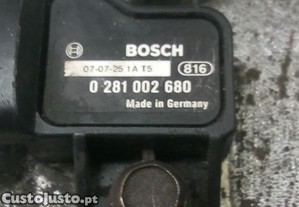 BOSCH
07-07-25 1A T5
816
0 281 002 680
Made in Germany
CustoJusto.pt